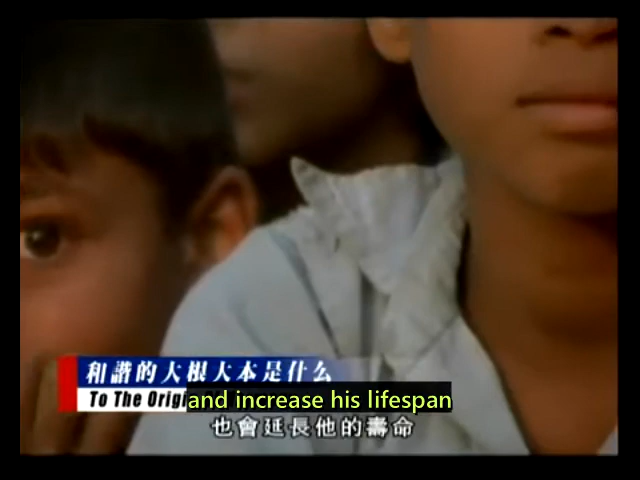 和諧的大根大本是什么
To The Origi
and increase his lifespan
也會延長他的壽命